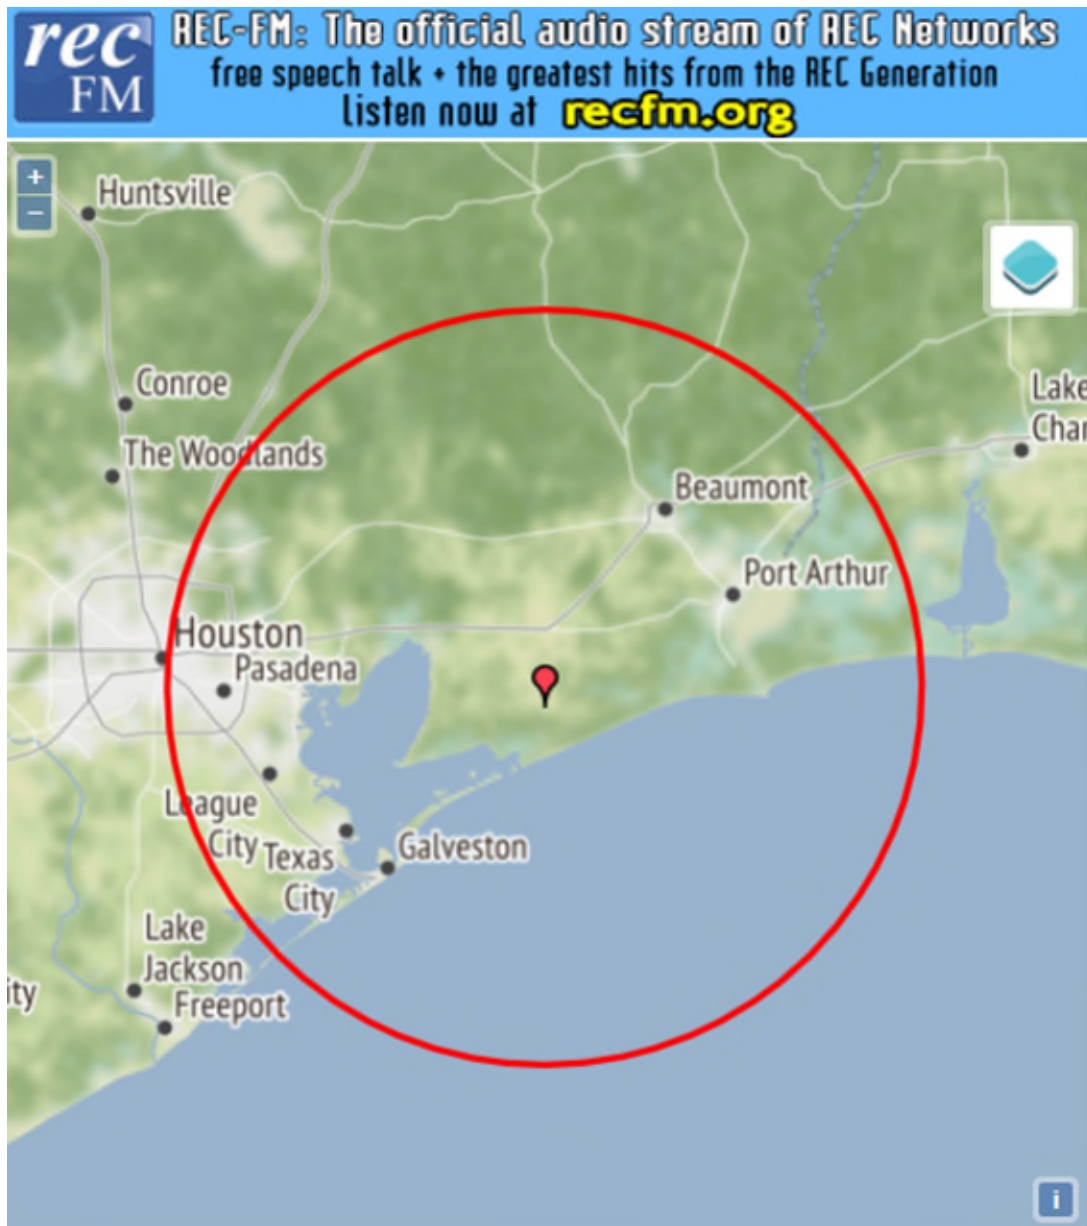 rec
FM
REC-FM: The official audio stream of REC Networks
free speech talk • the greatest hits from the REC Generation
listen now at recfm.org
+
−
Huntsville
Conroe
Lake
Char
The Woodlands
Beaumont
Port Arthur
Houston
Pasadena
League
City
Texas
City
Galveston
Lake
Jackson
ity
Freeport
i